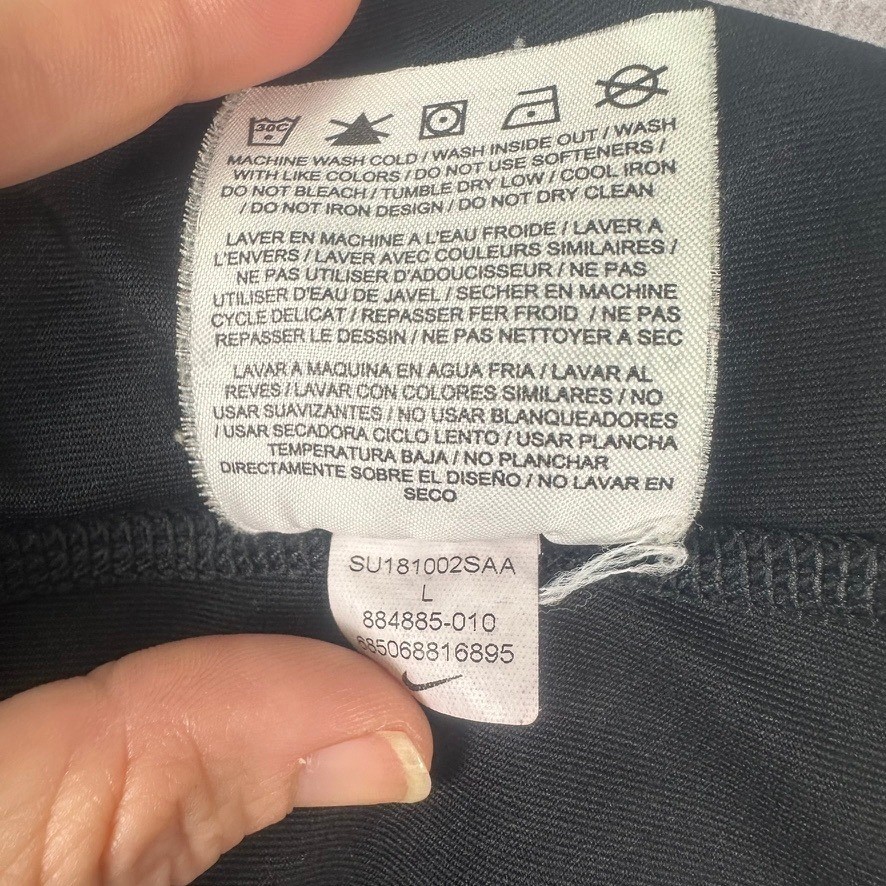 30C
MACHINE WASH COLD / WASH INSIDE OUT / WASH
WITH LIKE COLORS / DO NOT USE SOFTENERS /
DO NOT BLEACH / TUMBLE DRY LOW / COOL IRON
/ DO NOT IRON DESIGN / DO NOT DRY CLEAN
LAVER EN MACHINE A L'EAU FROIDE / LAVER A
L'ENVERS / LAVER AVEC COULEURS SIMILAIRES /
NE PAS UTILISER D'ADOUCISSEUR / NE PAS
UTILISER D'EAU DE JAVEL / SECHER EN MACHINE
CYCLE DELICAT / REPASSER FER FROID / NE PAS
REPASSER LE DESSIN / NE PAS NETTOYER A SEC
LAVAR A MAQUINA EN AGUA FRIA / LAVAR AL
REVES / LAVAR CON COLORES SIMILARES / NO
USAR SUAVIZANTES / NO USAR BLANQUEADORES
/ USAR SECADORA CICLO LENTO / USAR PLANCHA
TEMPERATURA BAJA / NO PLANCHAR
DIRECTAMENTE SOBRE EL DISEÑO / NO LAVAR EN
SECO
SU181002SAA
L
884885-010
685068816895